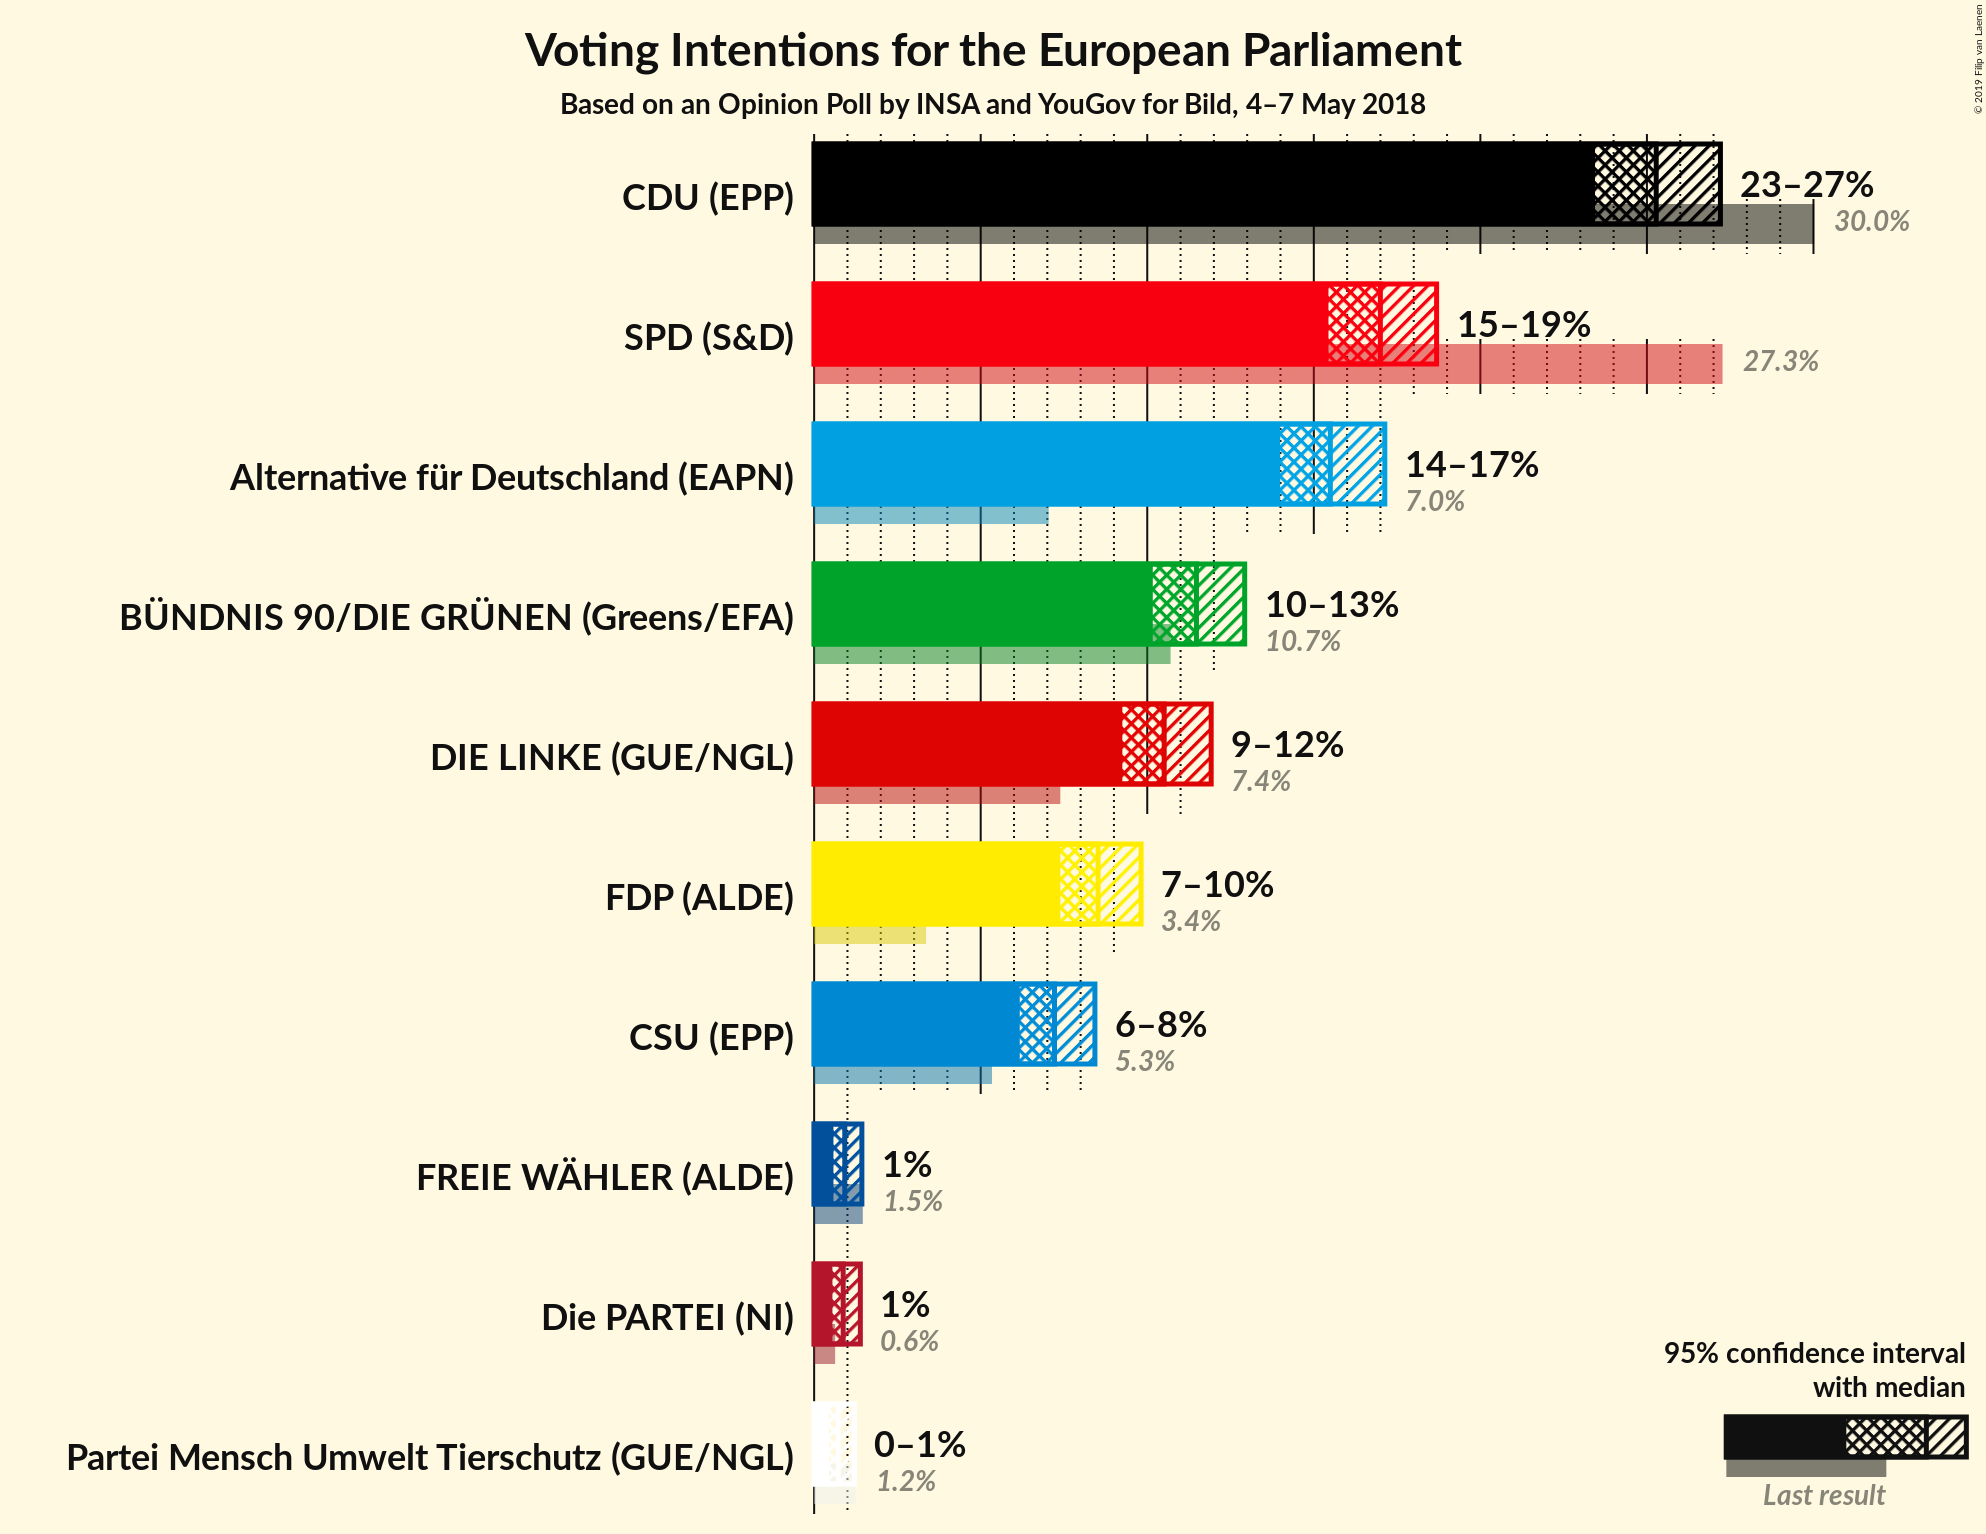 Voting Intentions for the European Parliament
Based on an Opinion Poll by INSA and YouGov for Bild, 4–7 May 2018
© 2019 Filip van Laenen
CDU (EPP)
23–27%
30.0%
SPD (S&D)
15–19%
27.3%
Alternative für Deutschland (EAPN)
14–17%
7.0%
BÜNDNIS 90/DIE GRÜNEN (Greens/EFA)
10–13%
10.7%
DIE LINKE (GUE/NGL)
9–12%
7.4%
FDP (ALDE)
7–10%
3.4%
CSU (EPP)
6–8%
5.3%
FREIE WÄHLER (ALDE)
1%
1.5%
Die PARTEI (NI)
1%
0.6%
Partei Mensch Umwelt Tierschutz (GUE/NGL)
0–1%
1.2%
95% confidence interval
with median
Last result